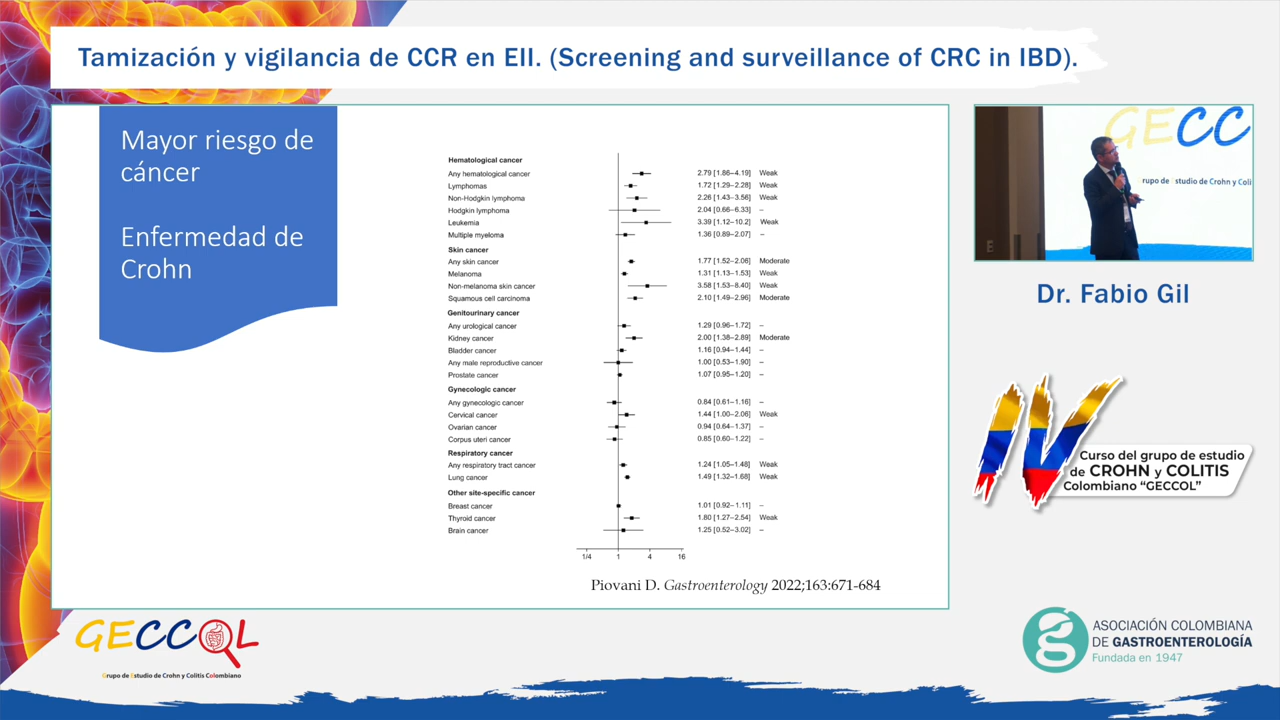 Tamización y vigilancia de CCR en EII. (Screening and surveillance of CRC in IBD).
Mayor riesgo de
cáncer
Enfermedad de
Crohn
Hematological cancer
Any hematological cancer 2.79 [1.86–4.19] Weak
Lymphomas 1.72 [1.29–2.28] Weak
Non-Hodgkin lymphoma 2.26 [1.43–3.56] Weak
Hodgkin lymphoma 2.04 [0.66–6.33] –
Leukemia 3.39 [1.12–10.2] Weak
Multiple myeloma 1.36 [0.89–2.07] –
Skin cancer
Any skin cancer 1.77 [1.52–2.06] Moderate
Melanoma 1.31 [1.13–1.53] Weak
Non-melanoma skin cancer 3.58 [1.53–8.40] Weak
Squamous cell carcinoma 2.10 [1.49–2.96] Moderate
Genitourinary cancer
Any urological cancer 1.29 [0.96–1.72] –
Kidney cancer 2.00 [1.38–2.89] Moderate
Bladder cancer 1.16 [0.94–1.44] –
Any male reproductive cancer 1.00 [0.53–1.90] –
Prostate cancer 1.07 [0.95–1.20] –
Gynecologic cancer
Any gynecologic cancer 0.84 [0.61–1.16] –
Cervical cancer 1.44 [1.00–2.06] Weak
Ovarian cancer 0.94 [0.64–1.37] –
Corpus uteri cancer 0.85 [0.60–1.22] –
Respiratory cancer
Any respiratory tract cancer 1.24 [1.05–1.48] Weak
Lung cancer 1.49 [1.32–1.68] Weak
Other site-specific cancer
Breast cancer 1.01 [0.92–1.11] –
Thyroid cancer 1.80 [1.27–2.54] Weak
Brain cancer 1.25 [0.52–3.02] –
1/4 1 4 16
Piovani D. Gastroenterology 2022;163:671-684
GECC
rupo de studio de Crohn y Coli
E
Dr. Fabio Gil
IV
Curso del grupo de estudio
de CROHN y COLITIS
Colombiano “GECCOL”
GECCOL
Grupo de Estudio de Crohn y Colitis Colombiano
ASOCIACIÓN COLOMBIANA
DE GASTROENTEROLOGÍA
Fundada en 1947